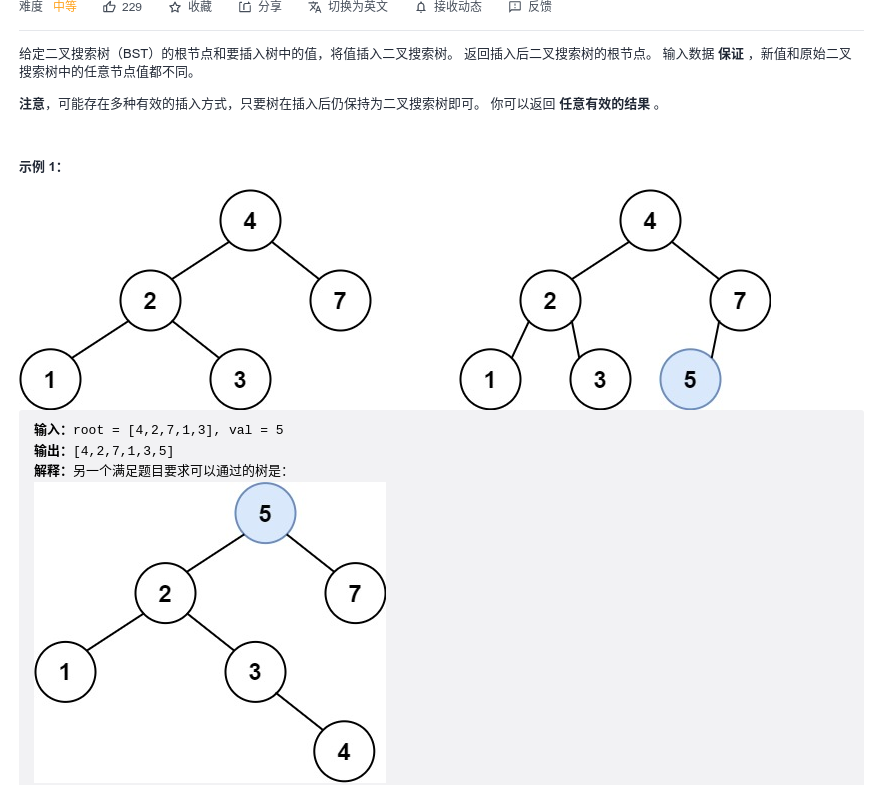 难度 中等 229 收藏 分享 切换为英文 接收动态 反馈
给定二叉搜索树（BST）的根节点和要插入树中的值，将值插入二叉搜索树。 返回插入后二叉搜索树的根节点。 输入数据 保证 ，新值和原始二叉
搜索树中的任意节点值都不同。
注意，可能存在多种有效的插入方式，只要树在插入后仍保持为二叉搜索树即可。 你可以返回 任意有效的结果 。
示例 1：
4 4
2 7 2 7
1 3 1 3 5
输入：root = [4,2,7,1,3], val = 5
输出：[4,2,7,1,3,5]
解释：另一个满足题目要求可以通过的树是：
5
2 7
1 3
4